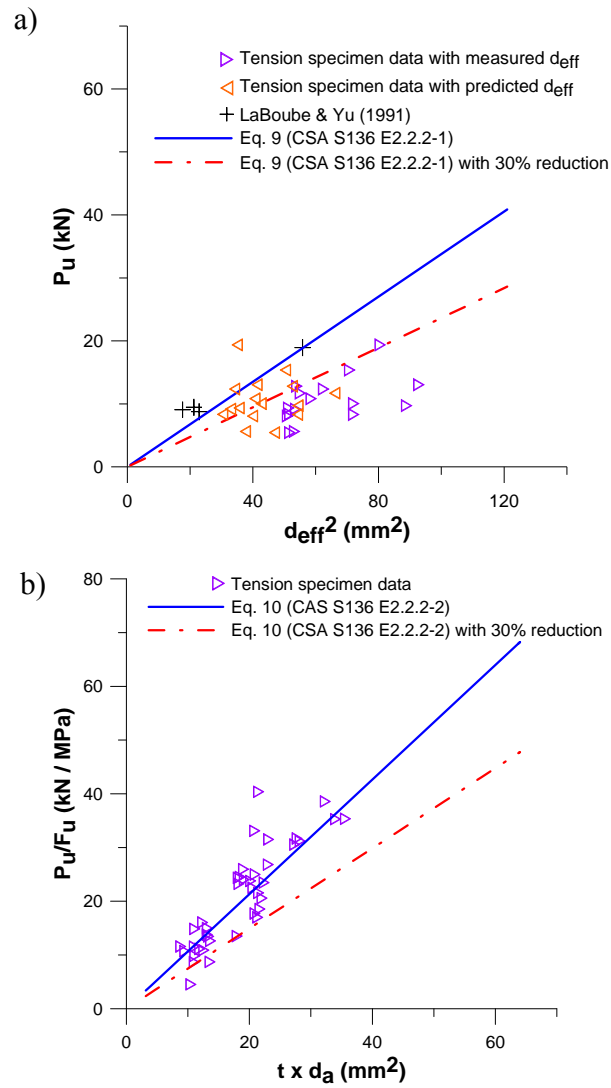 a)
Tension specimen data with measured deff
Tension specimen data with predicted deff
LaBoube & Yu (1991)
Eq. 9 (CSA S136 E2.2.2-1)
Eq. 9 (CSA S136 E2.2.2-1) with 30% reduction
60
40
20
0
Pu (kN)
0 40 80 120
deff² (mm²)
b)
Tension specimen data
Eq. 10 (CAS S136 E2.2.2-2)
Eq. 10 (CSA S136 E2.2.2-2) with 30% reduction
80
60
40
20
0
Pu/Fu (kN / MPa)
0 20 40 60
t x da (mm²)